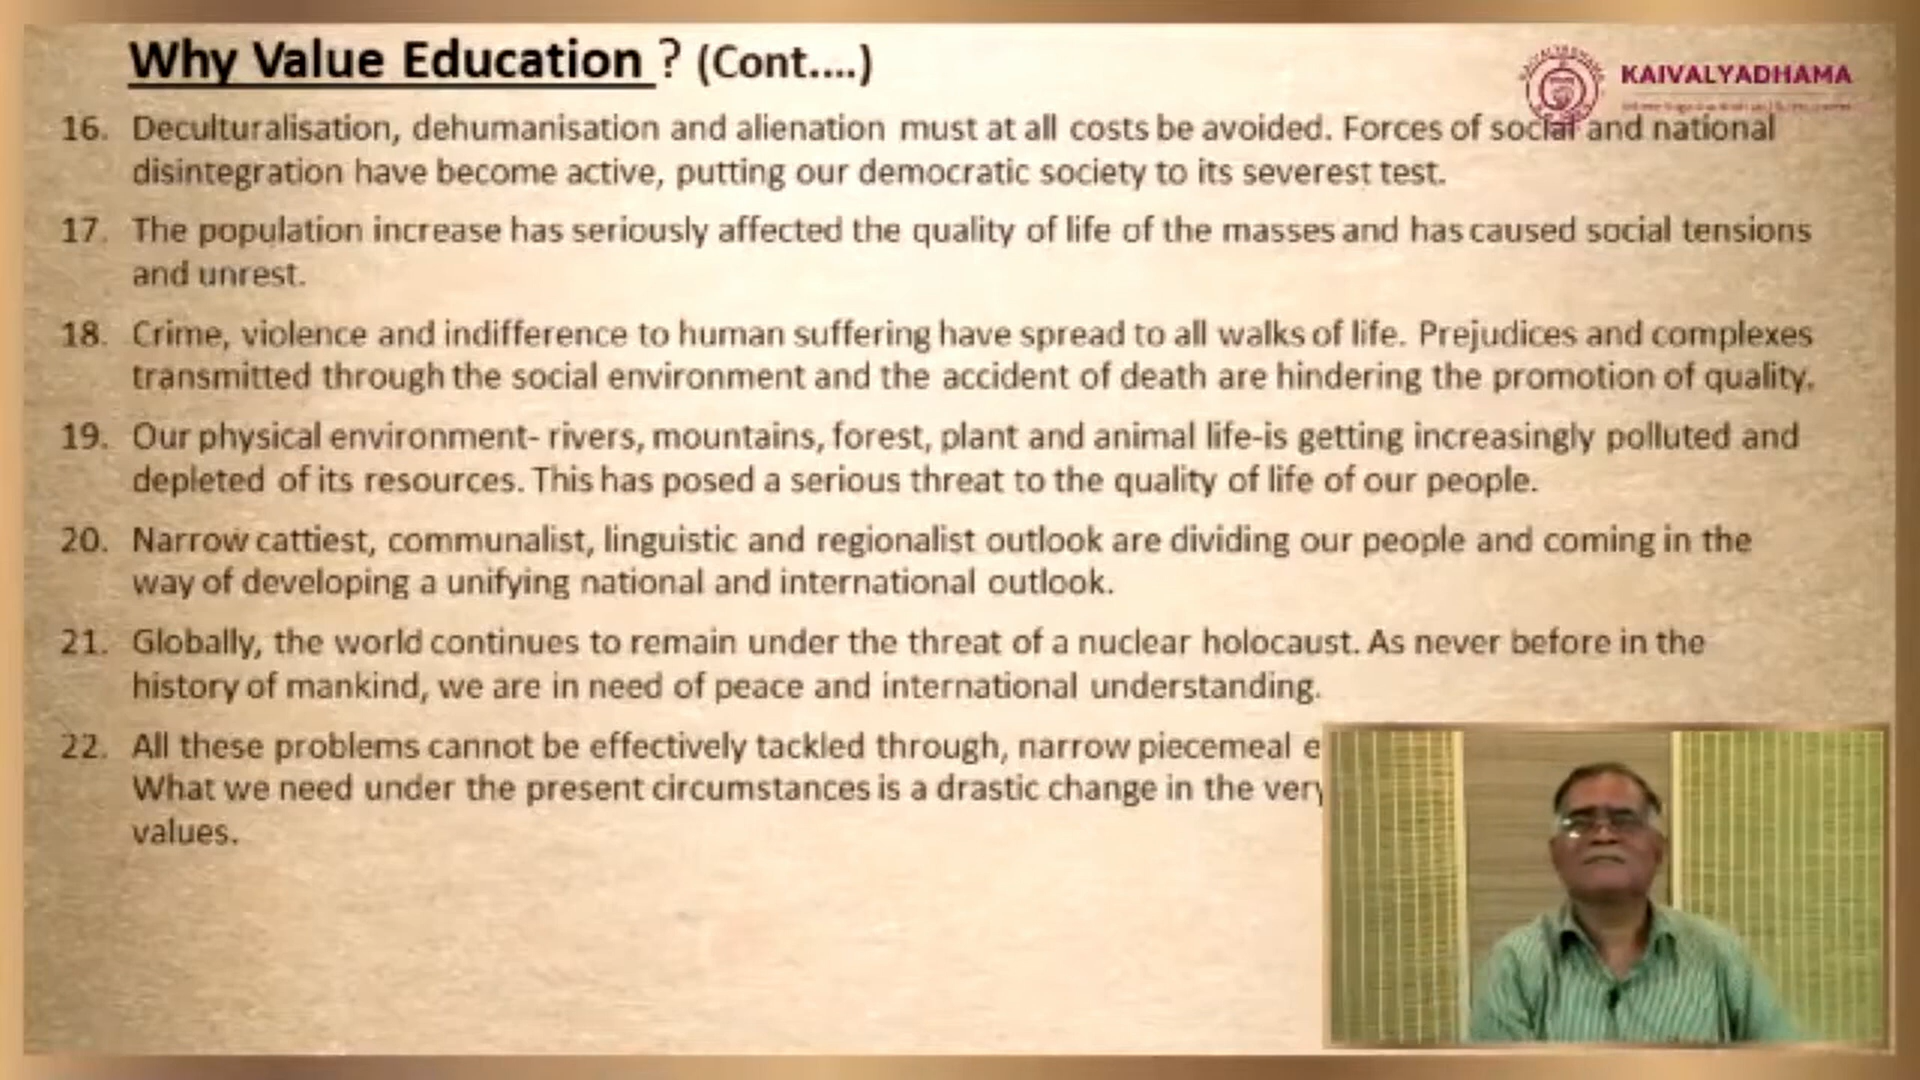 Why Value Education ? (Cont....)
KAIVALYADHAMA
16. Deculturalisation, dehumanisation and alienation must at all costs be avoided. Forces of social and national
disintegration have become active, putting our democratic society to its severest test.
17. The population increase has seriously affected the quality of life of the masses and has caused social tensions
and unrest.
18. Crime, violence and indifference to human suffering have spread to all walks of life. Prejudices and complexes
transmitted through the social environment and the accident of death are hindering the promotion of quality.
19. Our physical environment- rivers, mountains, forest, plant and animal life-is getting increasingly polluted and
depleted of its resources. This has posed a serious threat to the quality of life of our people.
20. Narrow cattiest, communalist, linguistic and regionalist outlook are dividing our people and coming in the
way of developing a unifying national and international outlook.
21. Globally, the world continues to remain under the threat of a nuclear holocaust. As never before in the
history of mankind, we are in need of peace and international understanding.
22. All these problems cannot be effectively tackled through, narrow piecemeal e
What we need under the present circumstances is a drastic change in the very
values.